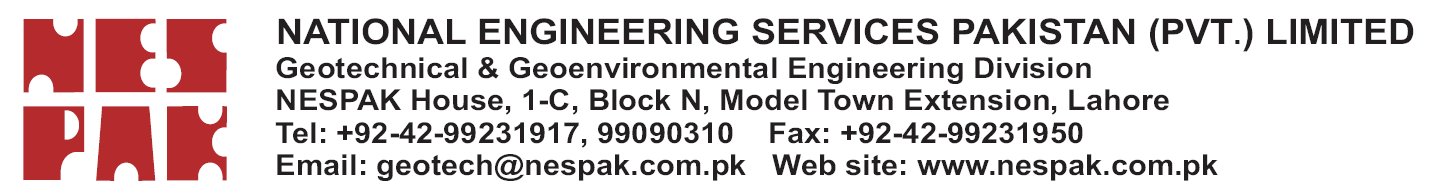 NES
PAK
NATIONAL ENGINEERING SERVICES PAKISTAN (PVT.) LIMITED
Geotechnical & Geoenvironmental Engineering Division
NESPAK House, 1-C, Block N, Model Town Extension, Lahore
Tel: +92-42-99231917, 99090310 Fax: +92-42-99231950
Email: geotech@nespak.com.pk Web site: www.nespak.com.pk